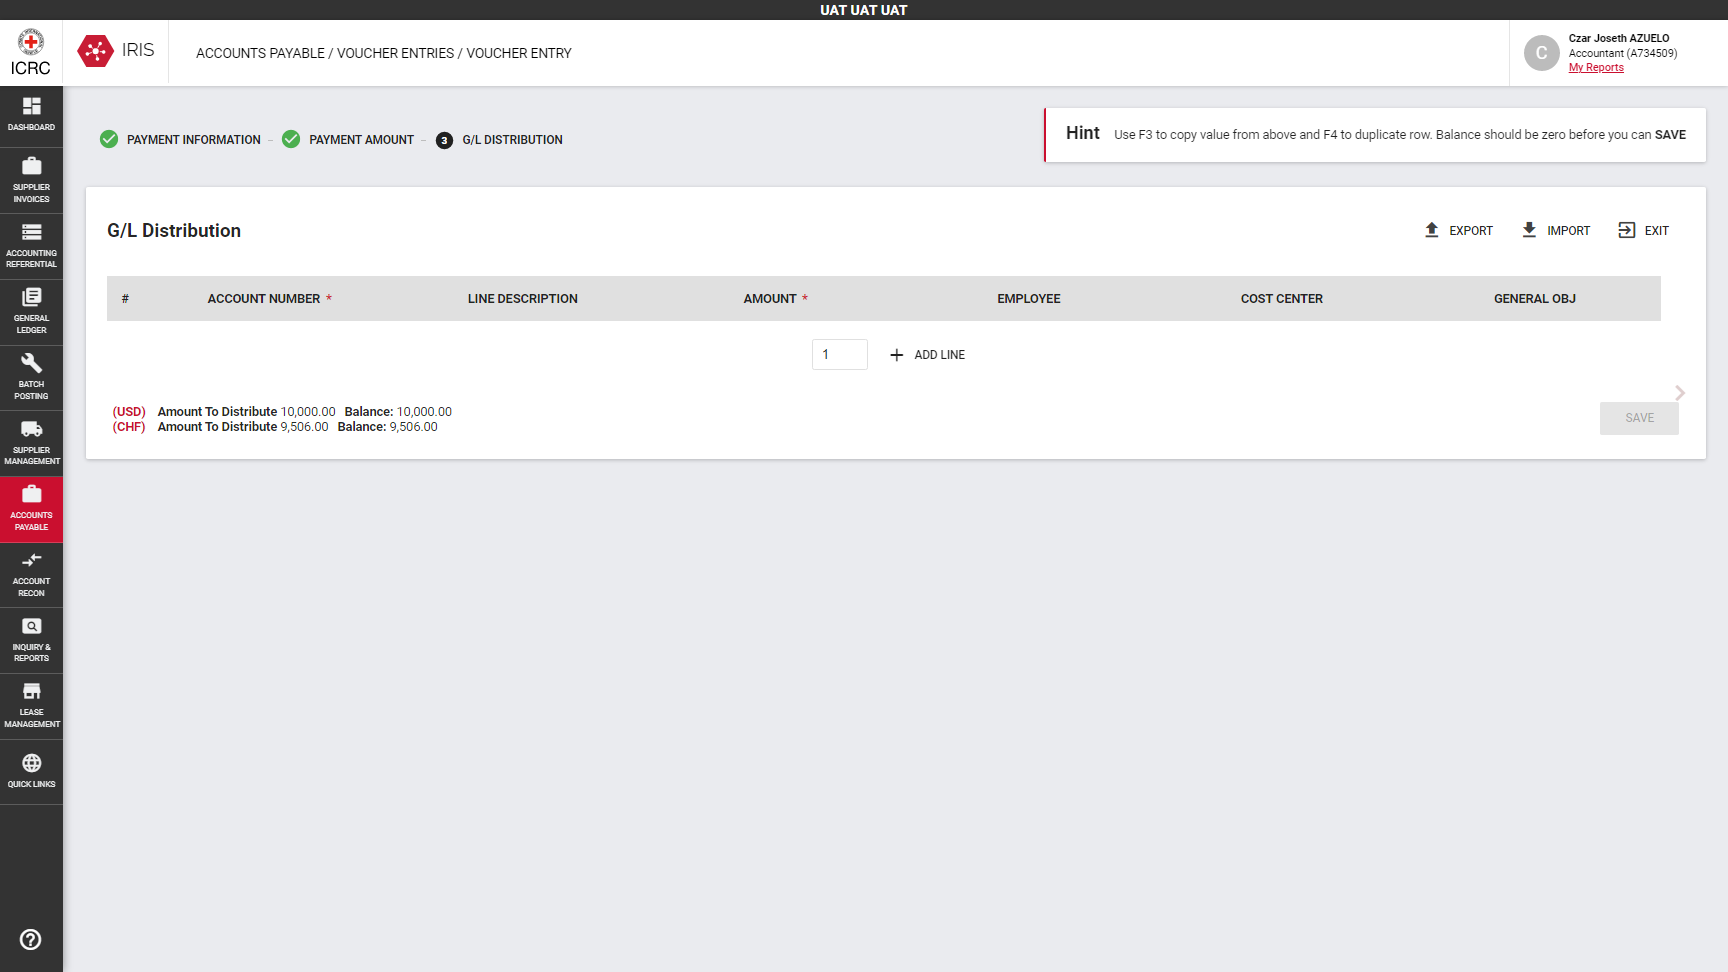 UAT UAT UAT
ICRC
IRIS
ACCOUNTS PAYABLE / VOUCHER ENTRIES / VOUCHER ENTRY
C
Czar Joseth AZUELO
Accountant (A734509)
My Reports
DASHBOARD
SUPPLIER
INVOICES
ACCOUNTING
REFERENTIAL
GENERAL
LEDGER
BATCH
POSTING
SUPPLIER
MANAGEMENT
ACCOUNTS
PAYABLE
ACCOUNT
RECON
INQUIRY &
REPORTS
LEASE
MANAGEMENT
QUICK LINKS
PAYMENT INFORMATION
PAYMENT AMOUNT
3 G/L DISTRIBUTION
Hint Use F3 to copy value from above and F4 to duplicate row. Balance should be zero before you can SAVE
G/L Distribution
EXPORT IMPORT EXIT
# ACCOUNT NUMBER * LINE DESCRIPTION AMOUNT * EMPLOYEE COST CENTER GENERAL OBJ
1 ADD LINE
(USD) Amount To Distribute 10,000.00 Balance: 10,000.00
(CHF) Amount To Distribute 9,506.00 Balance: 9,506.00
SAVE